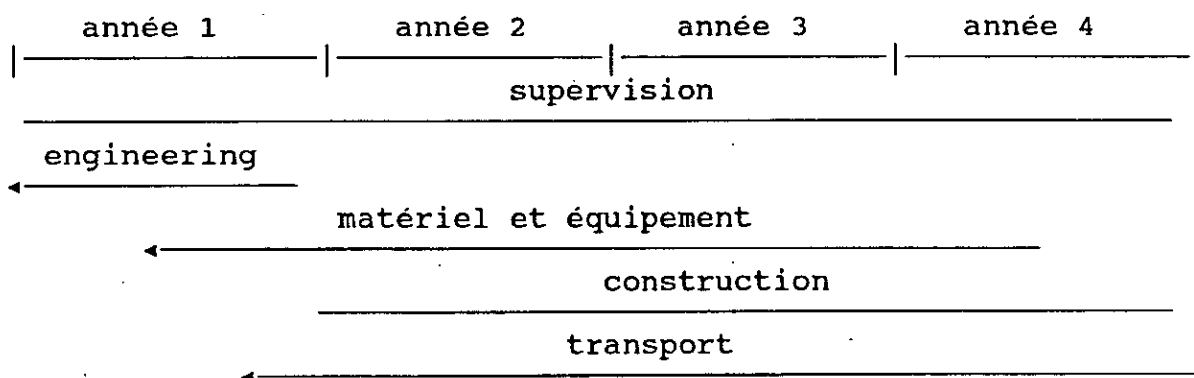 année 1 année 2 année 3 année 4
supervision
engineering
matériel et équipement
construction
transport